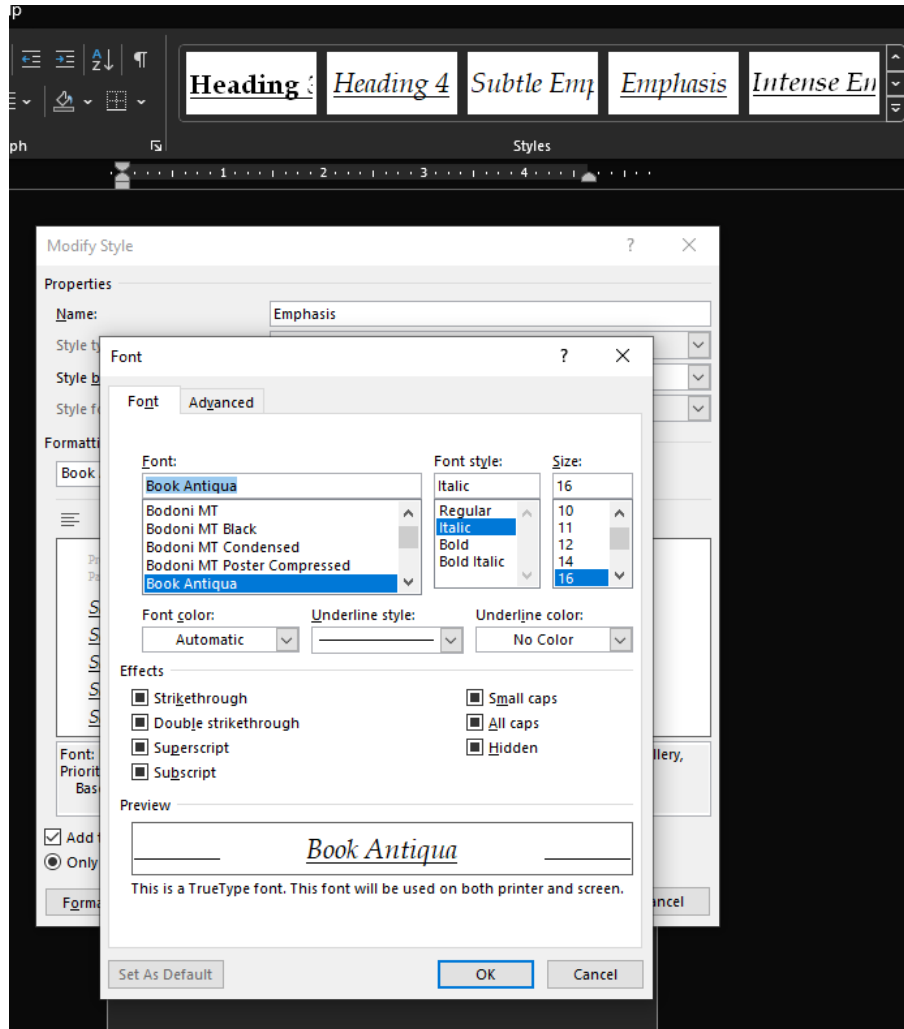 up
Heading 3
Heading 4
Subtle Emp
Emphasis
Intense En
ph
Styles
1 2 3 4
Modify Style ? ×
Properties
Name: Emphasis
Style ty
Style b
Style f
Formatti
Book
Font ? ×
Font Advanced
Font: Font style: Size:
Book Antiqua Italic 16
Bodoni MT Regular 10
Bodoni MT Black Italic 11
Bodoni MT Condensed Bold 12
Bodoni MT Poster Compressed Bold Italic 14
Book Antiqua 16
Font color: Underline style: Underline color:
Automatic No Color
Effects
Strikethrough Small caps
Double strikethrough All caps
Superscript Hidden
Subscript
Preview
Book Antiqua
This is a TrueType font. This font will be used on both printer and screen.
Set As Default OK Cancel
Pr
Pa
S
S
S
S
S
Font: llery,
Priorit
Bas
Add
Only
Forma ancel